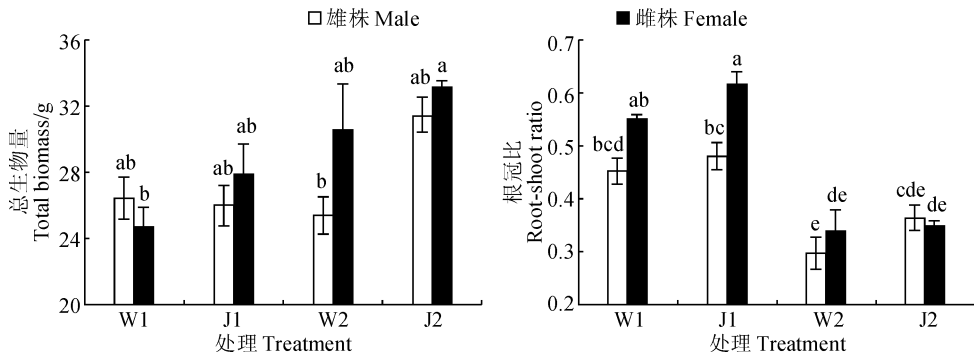 雄株 Male
雌株 Female
总生物量
Total biomass/g
36
32
28
24
20
ab
b
ab
ab
b
ab
ab
a
W1
J1
W2
J2
处理 Treatment
根冠比
Root-shoot ratio
0.7
0.6
0.5
0.4
0.3
0.2
bcd
ab
bc
a
e
de
cde
de
W1
J1
W2
J2
处理 Treatment